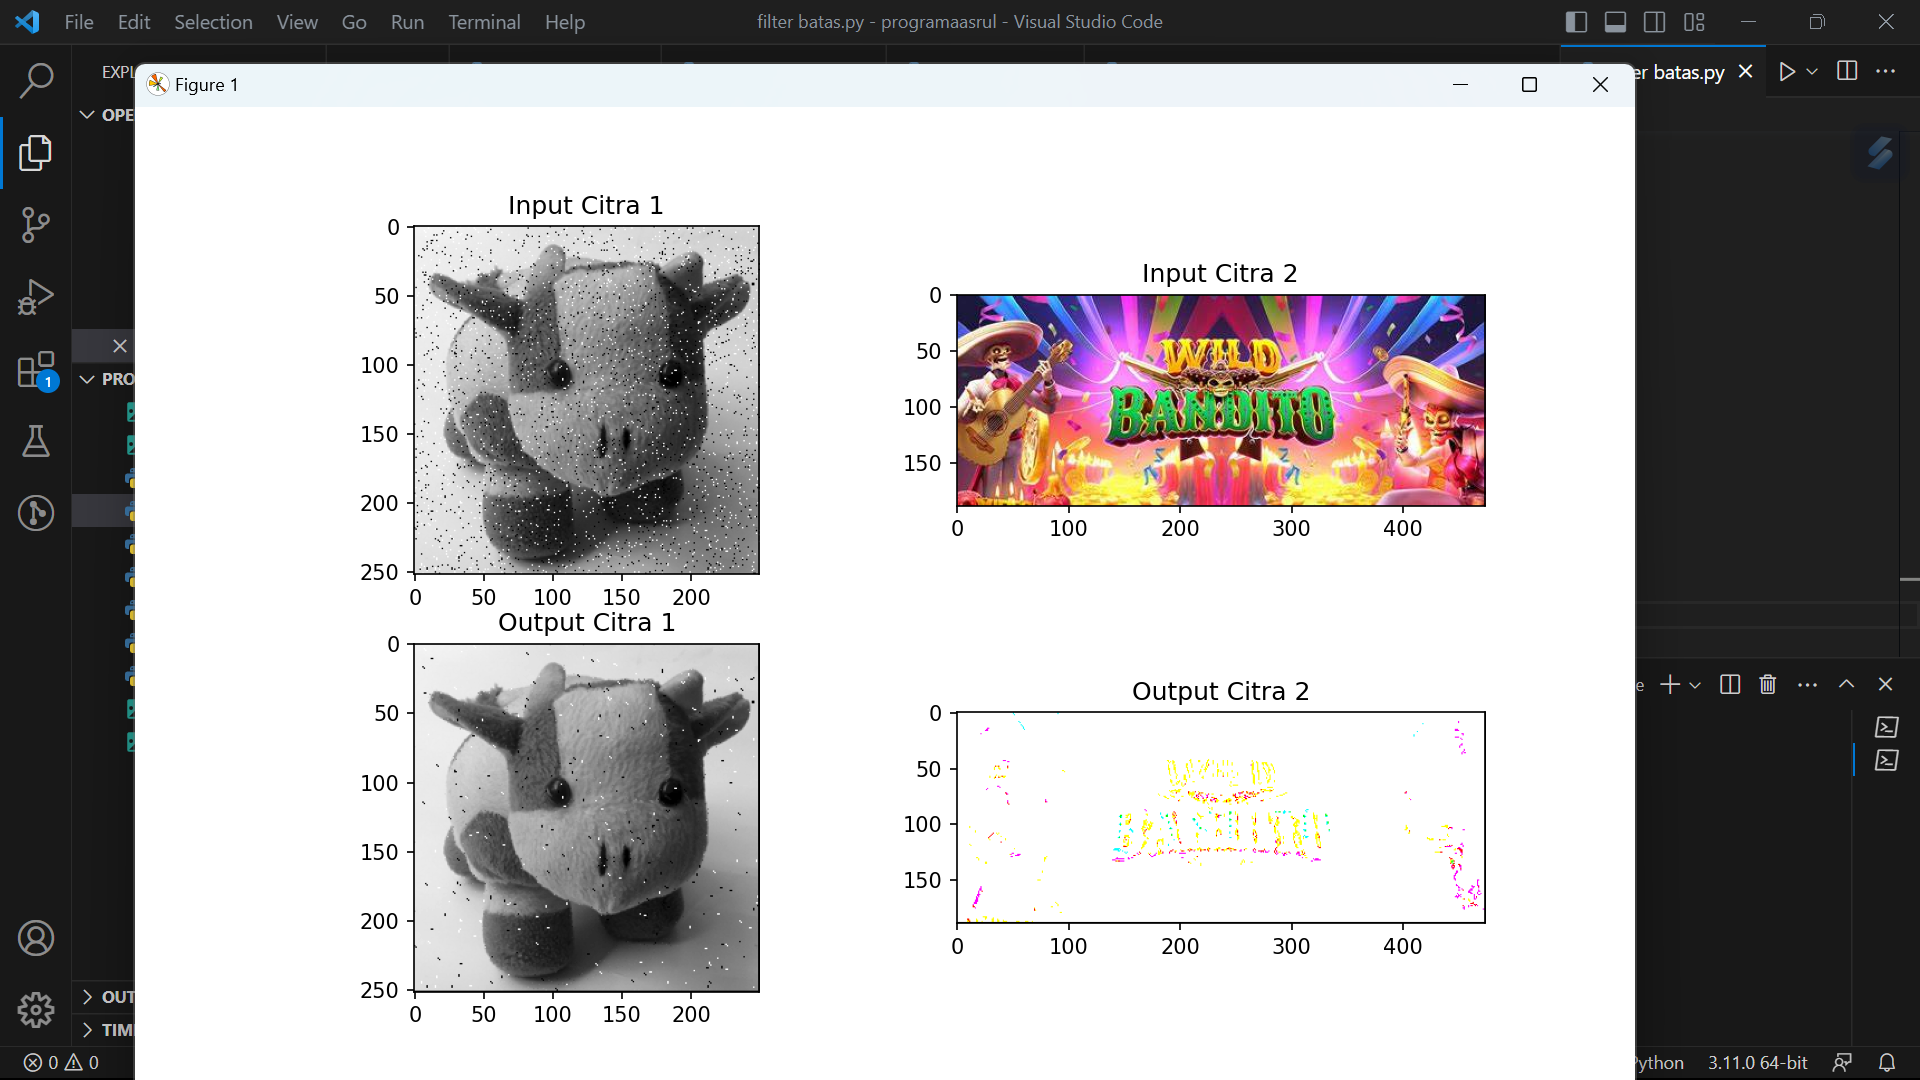 File Edit Selection View Go Run Terminal Help
filter batas.py - programaasrul - Visual Studio Code
EXPL
Figure 1
er batas.py
OPE
PRO
1
Input Citra 1
0
50
100
150
200
250
0 50 100 150 200
Input Citra 2
WILD
BANDITO
0
50
100
150
0 100 200 300 400
Output Citra 1
0
50
100
150
200
250
0 50 100 150 200
Output Citra 2
0
50
100
150
0 100 200 300 400
e
OUT
TIM
0 0
Python 3.11.0 64-bit